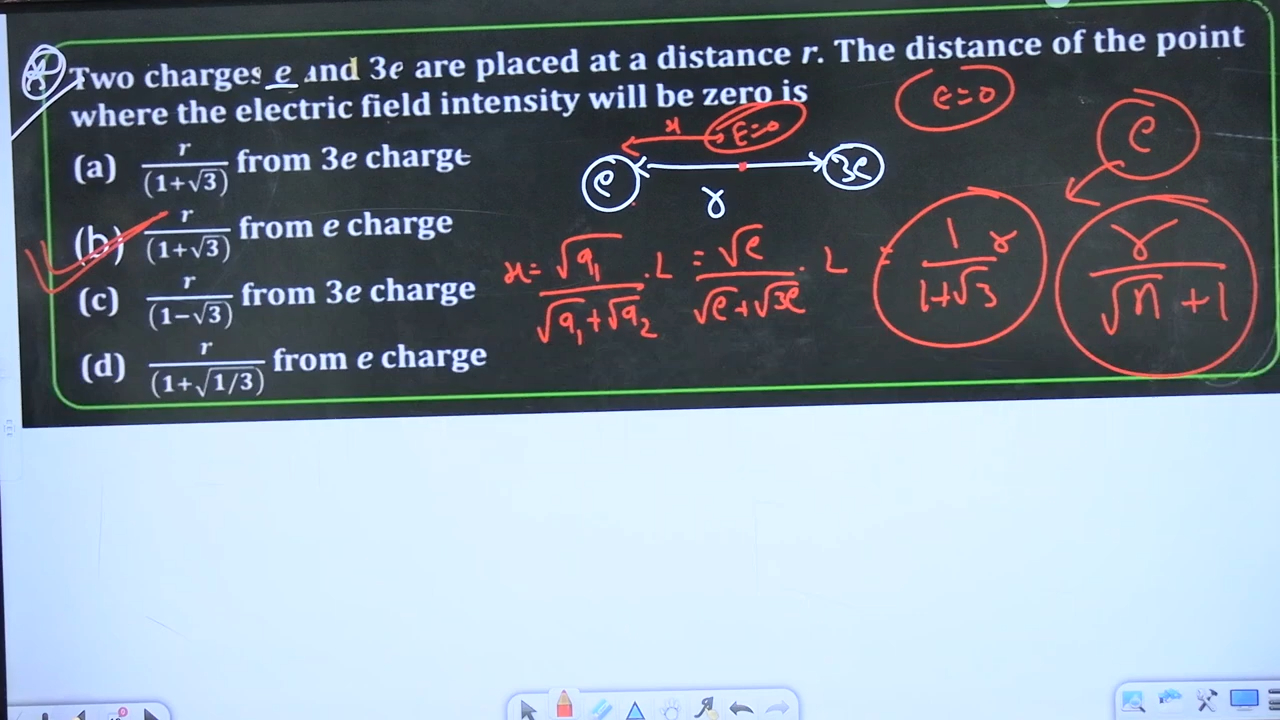 Two charges e and 3e are placed at a distance r. The distance of the point
where the electric field intensity will be zero is
(a) r/(1+√3) from 3e charge
(b) r/(1+√3) from e charge
(c) r/(1−√3) from 3e charge
(d) r/(1+√1/3) from e charge
E=0
x E=0
e 3e
r
e
x= √q₁/(√q₁+√q₂) . L = √e/(√e+√3e) . L = 1/(1+√3) r
r/(√n+1)